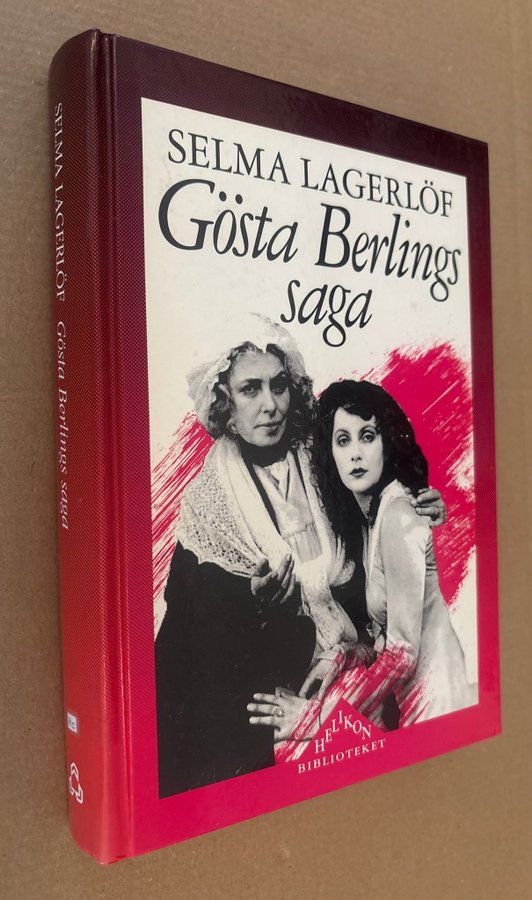 SELMA LAGERLÖF
Gösta Berlings
saga
HELIKON
BIBLIOTEKET
SELMA LAGERLÖF Gösta Berlings saga